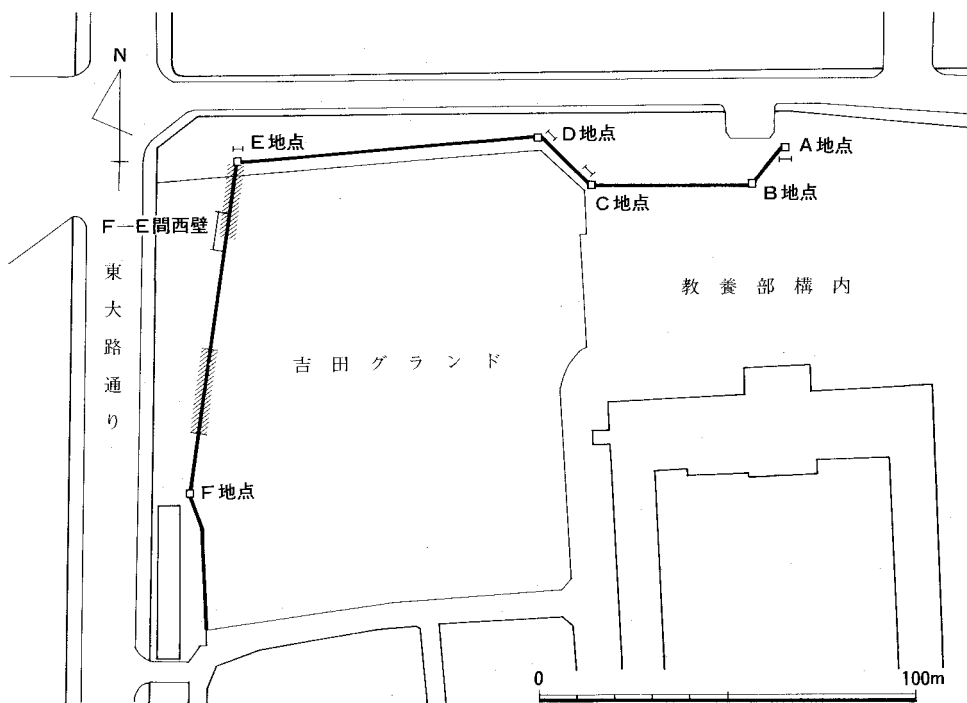 N
E地点
D地点
A地点
B地点
C地点
F―E間西壁
東大路通り
教養部構内
吉田グランド
F地点
0
100m